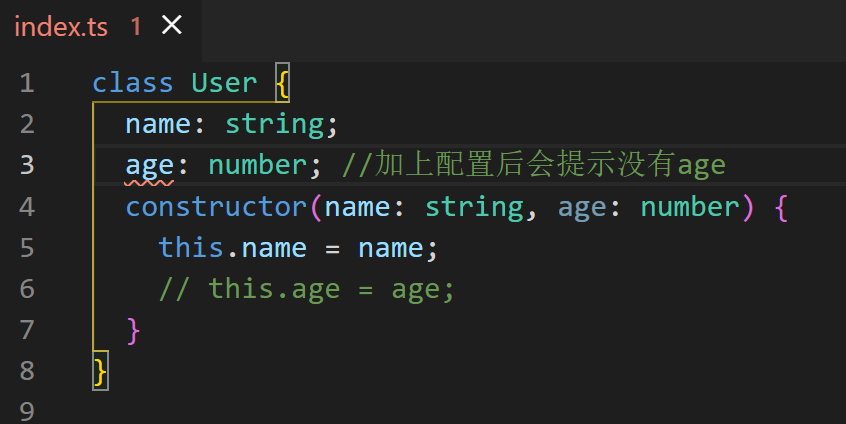 index.ts 1 ✕
1 class User {
2 name: string;
3 age: number; //加上配置后会提示没有age
4 constructor(name: string, age: number) {
5 this.name = name;
6 // this.age = age;
7 }
8 }
9